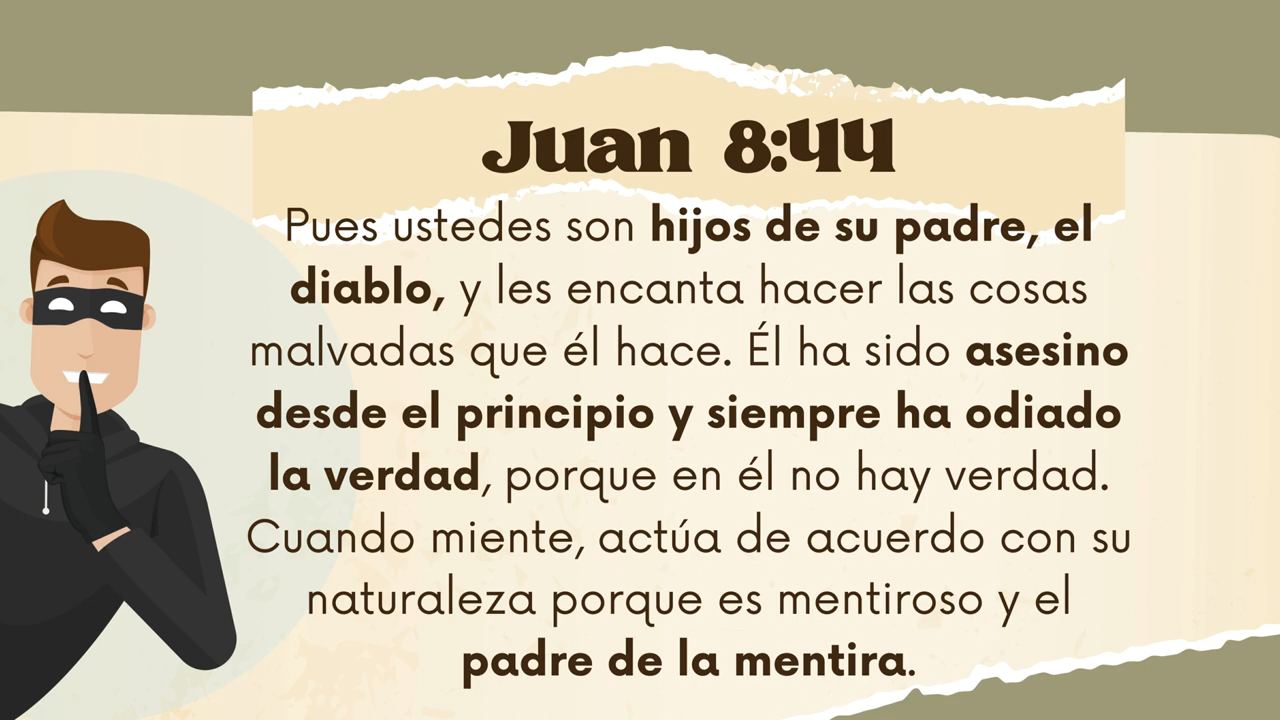 Juan 8:44
Pues ustedes son hijos de su padre, el
diablo, y les encanta hacer las cosas
malvadas que él hace. Él ha sido asesino
desde el principio y siempre ha odiado
la verdad, porque en él no hay verdad.
Cuando miente, actúa de acuerdo con su
naturaleza porque es mentiroso y el
padre de la mentira.